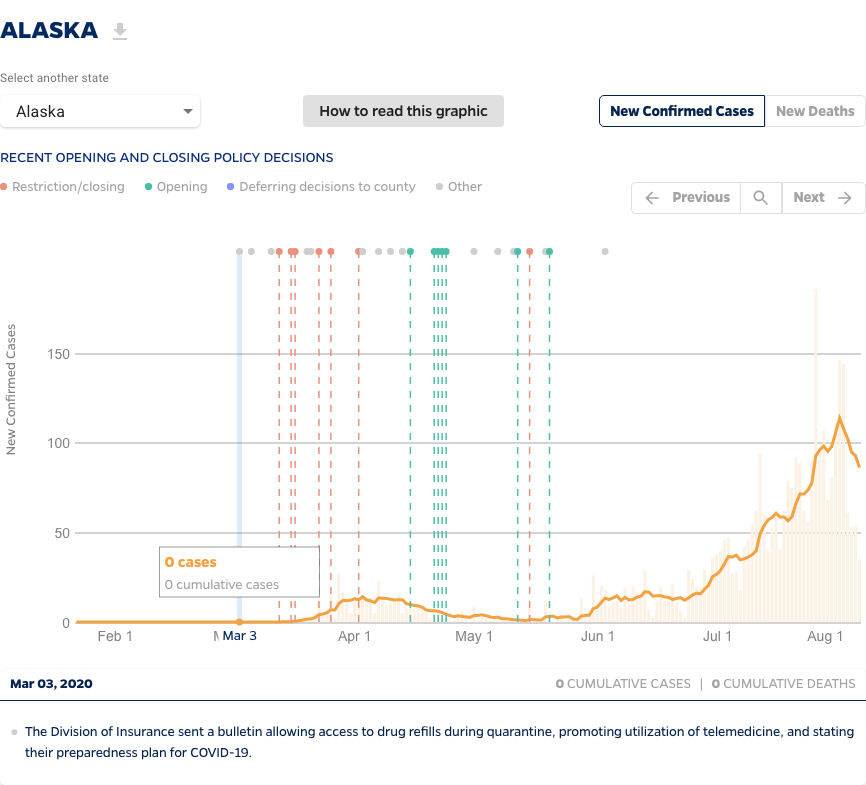 ALASKA
Select another state
Alaska
How to read this graphic
New Confirmed Cases
New Deaths
RECENT OPENING AND CLOSING POLICY DECISIONS
Restriction/closing
Opening
Deferring decisions to county
Other
Previous
Next
New Confirmed Cases
150
100
50
0
0 cases
0 cumulative cases
Feb 1
Mar 3
Apr 1
May 1
Jun 1
Jul 1
Aug 1
Mar 03, 2020
0 CUMULATIVE CASES | 0 CUMULATIVE DEATHS
The Division of Insurance sent a bulletin allowing access to drug refills during quarantine, promoting utilization of telemedicine, and stating
their preparedness plan for COVID-19.